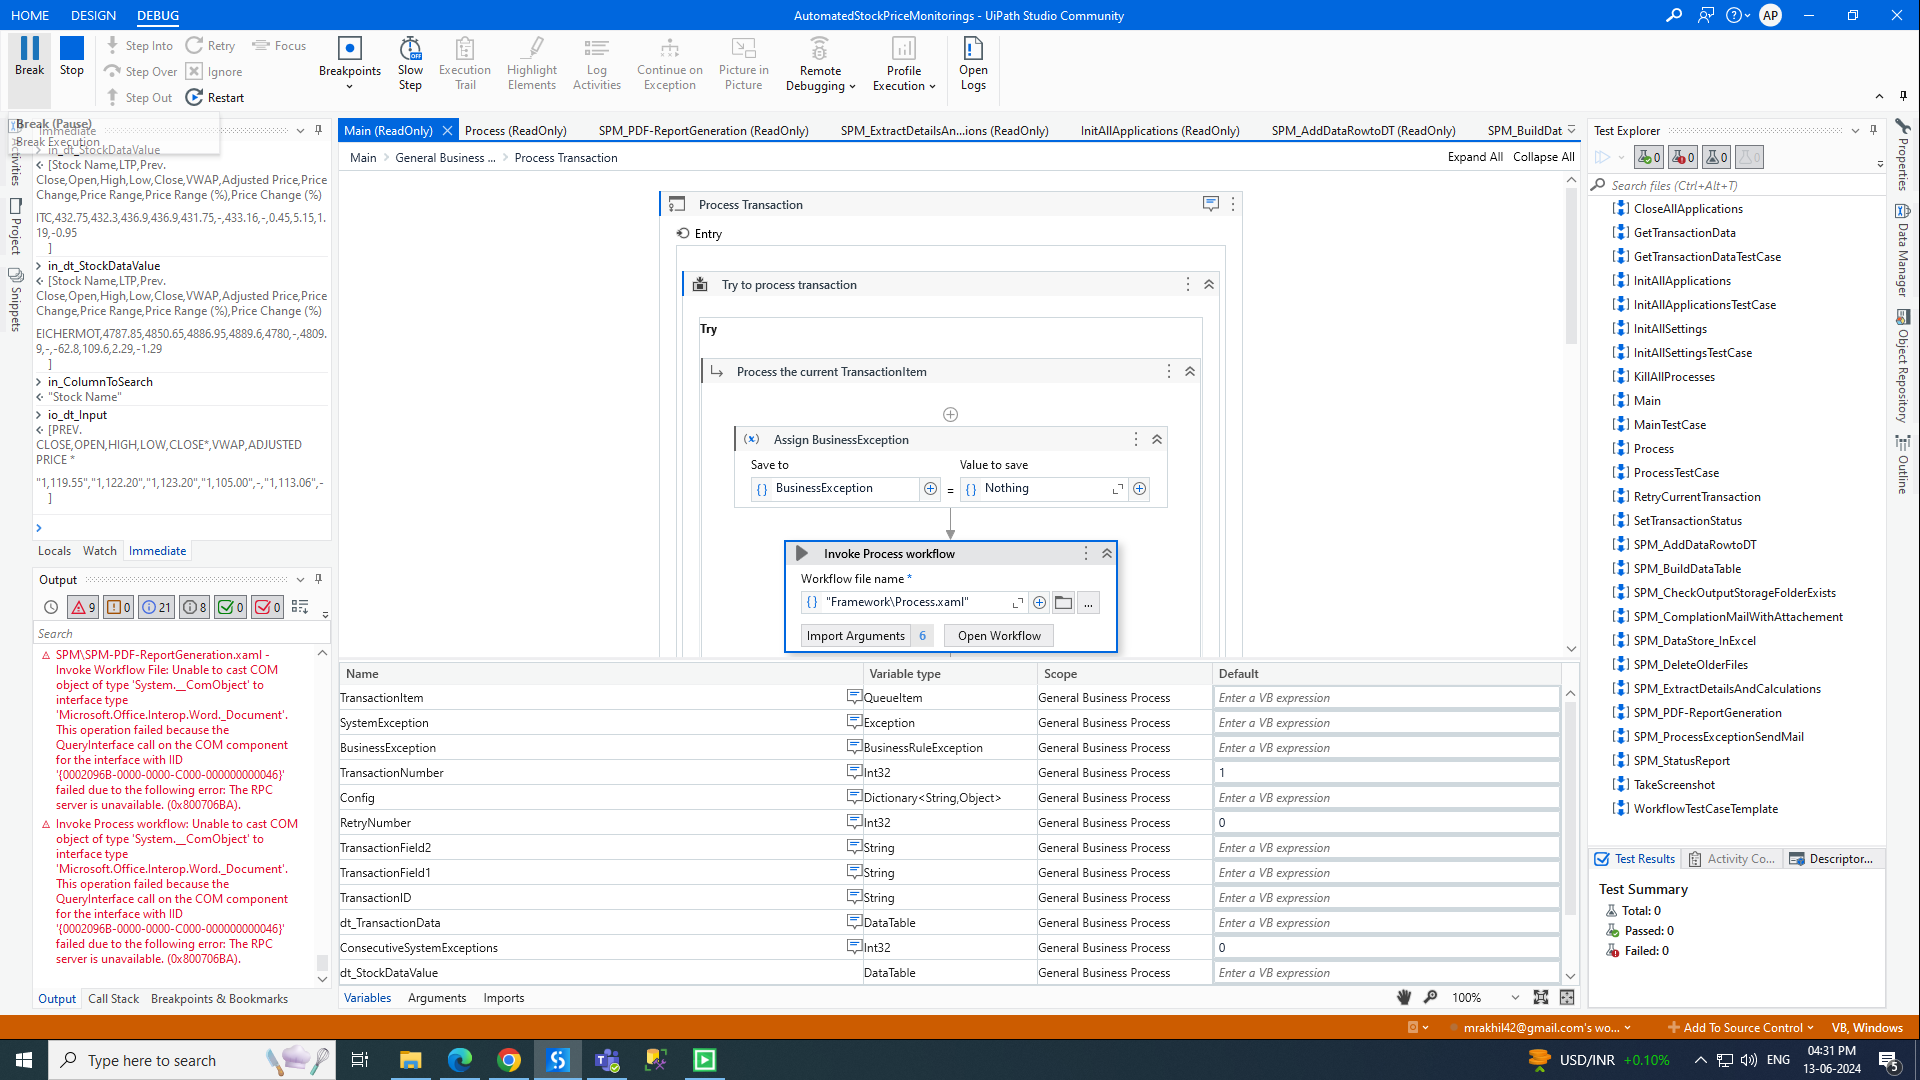 HOME DESIGN DEBUG
AutomatedStockPriceMonitorings - UiPath Studio Community
AP
Break
Stop
Step Into
Step Over
Step Out
Retry
Ignore
Restart
Focus
Breakpoints
Slow
Step
Execution
Trail
Highlight
Elements
Log
Activities
Continue on
Exception
Picture in
Picture
Remote
Debugging
Profile
Execution
Open
Logs
Break (Pause)
Break Execution
Immediate
Activities
Project
Snippets
in_dt_StockDataValue
[Stock Name,LTP,Prev.
Close,Open,High,Low,Close,VWAP,Adjusted Price,Price
Change,Price Range,Price Range (%),Price Change (%)
ITC,432.75,432.3,436.9,436.9,431.75,-,433.16,-,0.45,5.15,1.
19,-0.95
]
in_dt_StockDataValue
[Stock Name,LTP,Prev.
Close,Open,High,Low,Close,VWAP,Adjusted Price,Price
Change,Price Range,Price Range (%),Price Change (%)
EICHERMOT,4787.85,4850.65,4886.95,4889.6,4780,-,4809.
9,-,-62.8,109.6,2.29,-1.29
]
in_ColumnToSearch
"Stock Name"
io_dt_Input
[PREV.
CLOSE,OPEN,HIGH,LOW,CLOSE*,VWAP,ADJUSTED
PRICE *
"1,119.55","1,122.20","1,123.20","1,105.00",-,"1,113.06",-
]
Locals Watch Immediate
Output
9 0 21 8 0 0
Search
SPM\SPM-PDF-ReportGeneration.xaml -
Invoke Workflow File: Unable to cast COM
object of type 'System.__ComObject' to
interface type
'Microsoft.Office.Interop.Word._Document'.
This operation failed because the
QueryInterface call on the COM component
for the interface with IID
'{0002096B-0000-0000-C000-000000000046}'
failed due to the following error: The RPC
server is unavailable. (0x800706BA).
Invoke Process workflow: Unable to cast COM
object of type 'System.__ComObject' to
interface type
'Microsoft.Office.Interop.Word._Document'.
This operation failed because the
QueryInterface call on the COM component
for the interface with IID
'{0002096B-0000-0000-C000-000000000046}'
failed due to the following error: The RPC
server is unavailable. (0x800706BA).
Output Call Stack Breakpoints & Bookmarks
Main (ReadOnly) Process (ReadOnly) SPM_PDF-ReportGeneration (ReadOnly) SPM_ExtractDetailsAn...ions (ReadOnly) InitAllApplications (ReadOnly) SPM_AddDataRowtoDT (ReadOnly) SPM_BuildDat
Main > General Business ... > Process Transaction
Expand All Collapse All
Process Transaction
Entry
Try to process transaction
Try
Process the current TransactionItem
Assign BusinessException
Save to Value to save
BusinessException = Nothing
Invoke Process workflow
Workflow file name *
"Framework\Process.xaml" ...
Import Arguments 6 Open Workflow
Name Variable type Scope Default
TransactionItem QueueItem General Business Process Enter a VB expression
SystemException Exception General Business Process Enter a VB expression
BusinessException BusinessRuleException General Business Process Enter a VB expression
TransactionNumber Int32 General Business Process 1
Config Dictionary<String,Object> General Business Process Enter a VB expression
RetryNumber Int32 General Business Process 0
TransactionField2 String General Business Process Enter a VB expression
TransactionField1 String General Business Process Enter a VB expression
TransactionID String General Business Process Enter a VB expression
dt_TransactionData DataTable General Business Process Enter a VB expression
ConsecutiveSystemExceptions Int32 General Business Process 0
dt_StockDataValue DataTable General Business Process Enter a VB expression
Variables Arguments Imports
100%
Test Explorer
0 0 0 0
Search files (Ctrl+Alt+T)
CloseAllApplications
GetTransactionData
GetTransactionDataTestCase
InitAllApplications
InitAllApplicationsTestCase
InitAllSettings
InitAllSettingsTestCase
KillAllProcesses
Main
MainTestCase
Process
ProcessTestCase
RetryCurrentTransaction
SetTransactionStatus
SPM_AddDataRowtoDT
SPM_BuildDataTable
SPM_CheckOutputStorageFolderExists
SPM_ComplationMailWithAttachement
SPM_DataStore_InExcel
SPM_DeleteOlderFiles
SPM_ExtractDetailsAndCalculations
SPM_PDF-ReportGeneration
SPM_ProcessExceptionSendMail
SPM_StatusReport
TakeScreenshot
WorkflowTestCaseTemplate
Test Results Activity Co... Descriptor...
Test Summary
Total: 0
Passed: 0
Failed: 0
Properties
Data Manager
Object Repository
Outline
mrakhil42@gmail.com's wo... Add To Source Control VB, Windows
Type here to search
USD/INR +0.10%
ENG
04:31 PM
13-06-2024
5